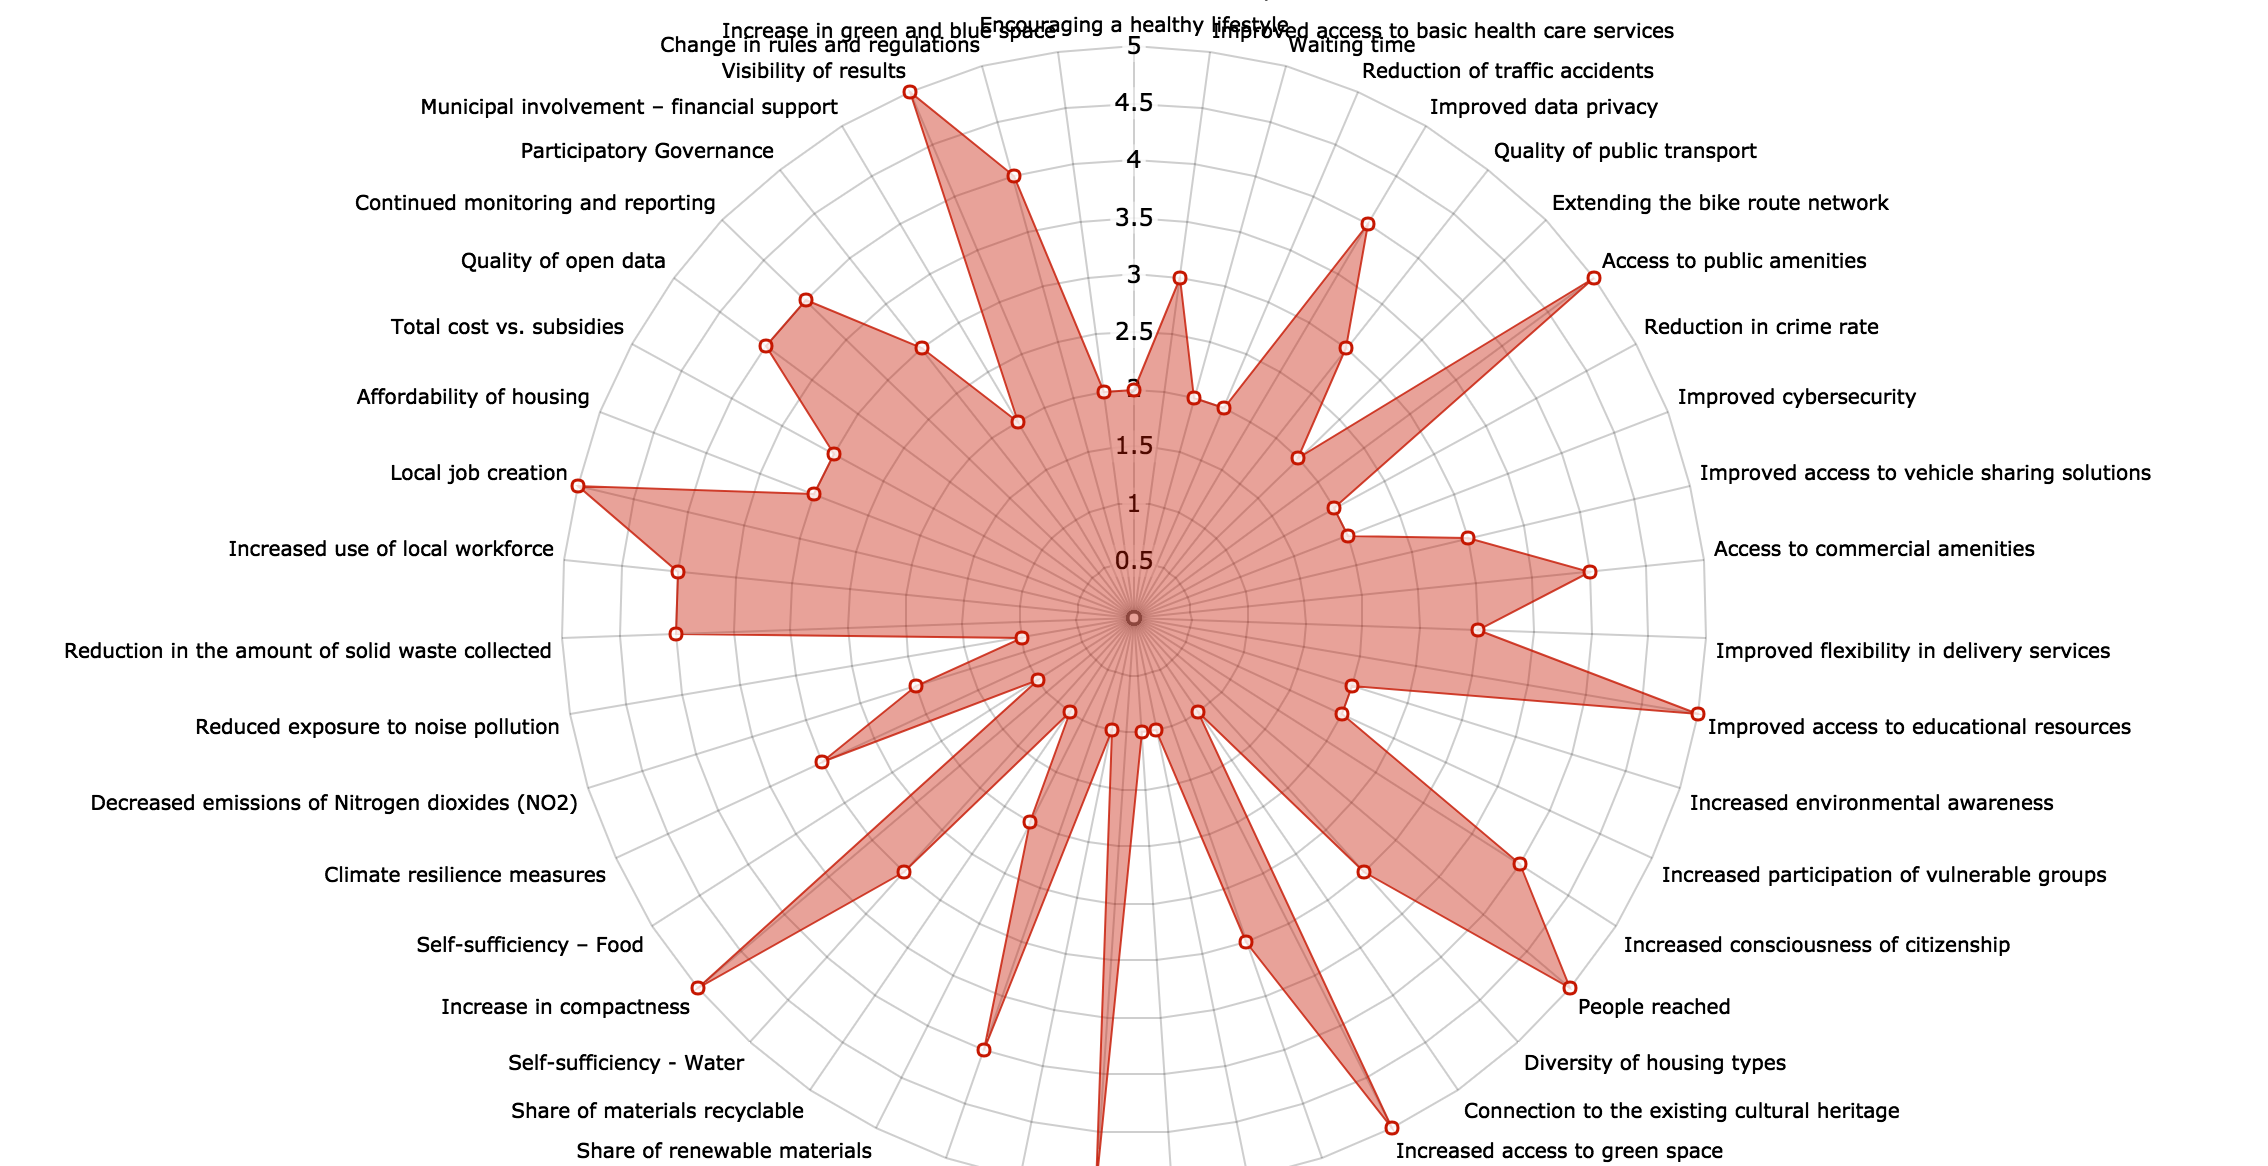 Encouraging a healthy lifestyle
Increase in green and blue space
Improved access to basic health care services
Change in rules and regulations
Waiting time
Visibility of results
Reduction of traffic accidents
Municipal involvement – financial support
Improved data privacy
Participatory Governance
Quality of public transport
Continued monitoring and reporting
Extending the bike route network
Quality of open data
Access to public amenities
Total cost vs. subsidies
Reduction in crime rate
Affordability of housing
Improved cybersecurity
Local job creation
Improved access to vehicle sharing solutions
Increased use of local workforce
Access to commercial amenities
Reduction in the amount of solid waste collected
Improved flexibility in delivery services
Reduced exposure to noise pollution
Improved access to educational resources
Decreased emissions of Nitrogen dioxides (NO2)
Increased environmental awareness
Climate resilience measures
Increased participation of vulnerable groups
Self-sufficiency – Food
Increased consciousness of citizenship
Increase in compactness
People reached
Self-sufficiency - Water
Diversity of housing types
Share of materials recyclable
Connection to the existing cultural heritage
Share of renewable materials
Increased access to green space
5
4.5
4
3.5
3
2.5
2
1.5
1
0.5